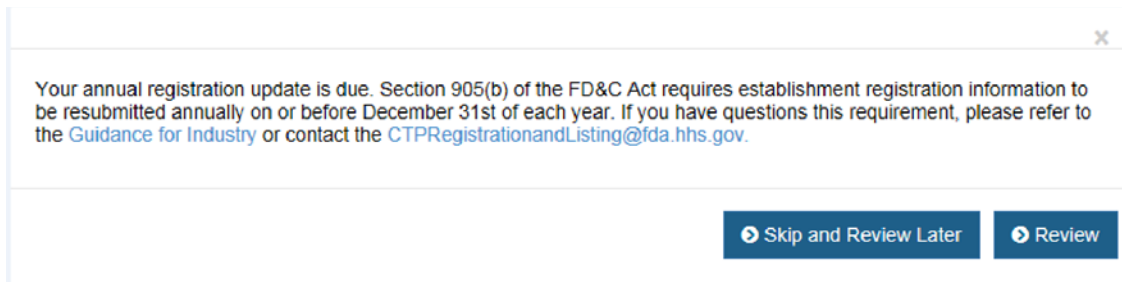 Your annual registration update is due. Section 905(b) of the FD&C Act requires establishment registration information to
be resubmitted annually on or before December 31st of each year. If you have questions this requirement, please refer to
the Guidance for Industry or contact the CTPRegistrationandListing@fda.hhs.gov.
Skip and Review Later
Review